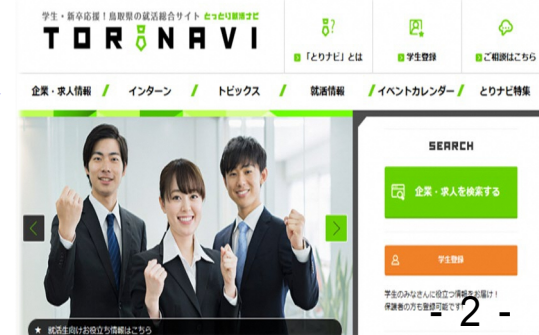 学生・新卒応援！鳥取県の就活総合サイト とっとり就活ナビ
TORINAVI
「とりナビ」とは
学生登録
ご相談はこちら
企業・求人情報
インターン
トピックス
就活情報
イベントカレンダー
とりナビ特集
SEARCH
企業・求人を検索する
学生登録
学生のみなさんに役立つ情報をお届け！
保護者の方も登録可能です
就活生向けお役立ち情報はこちら
- 2 -